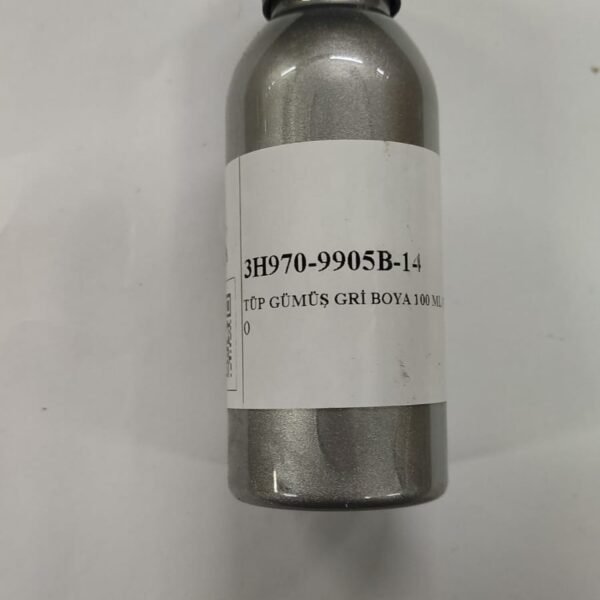 3H970-9905B-14
TÜP GÜMÜŞ GRİ BOYA 100 ML
O